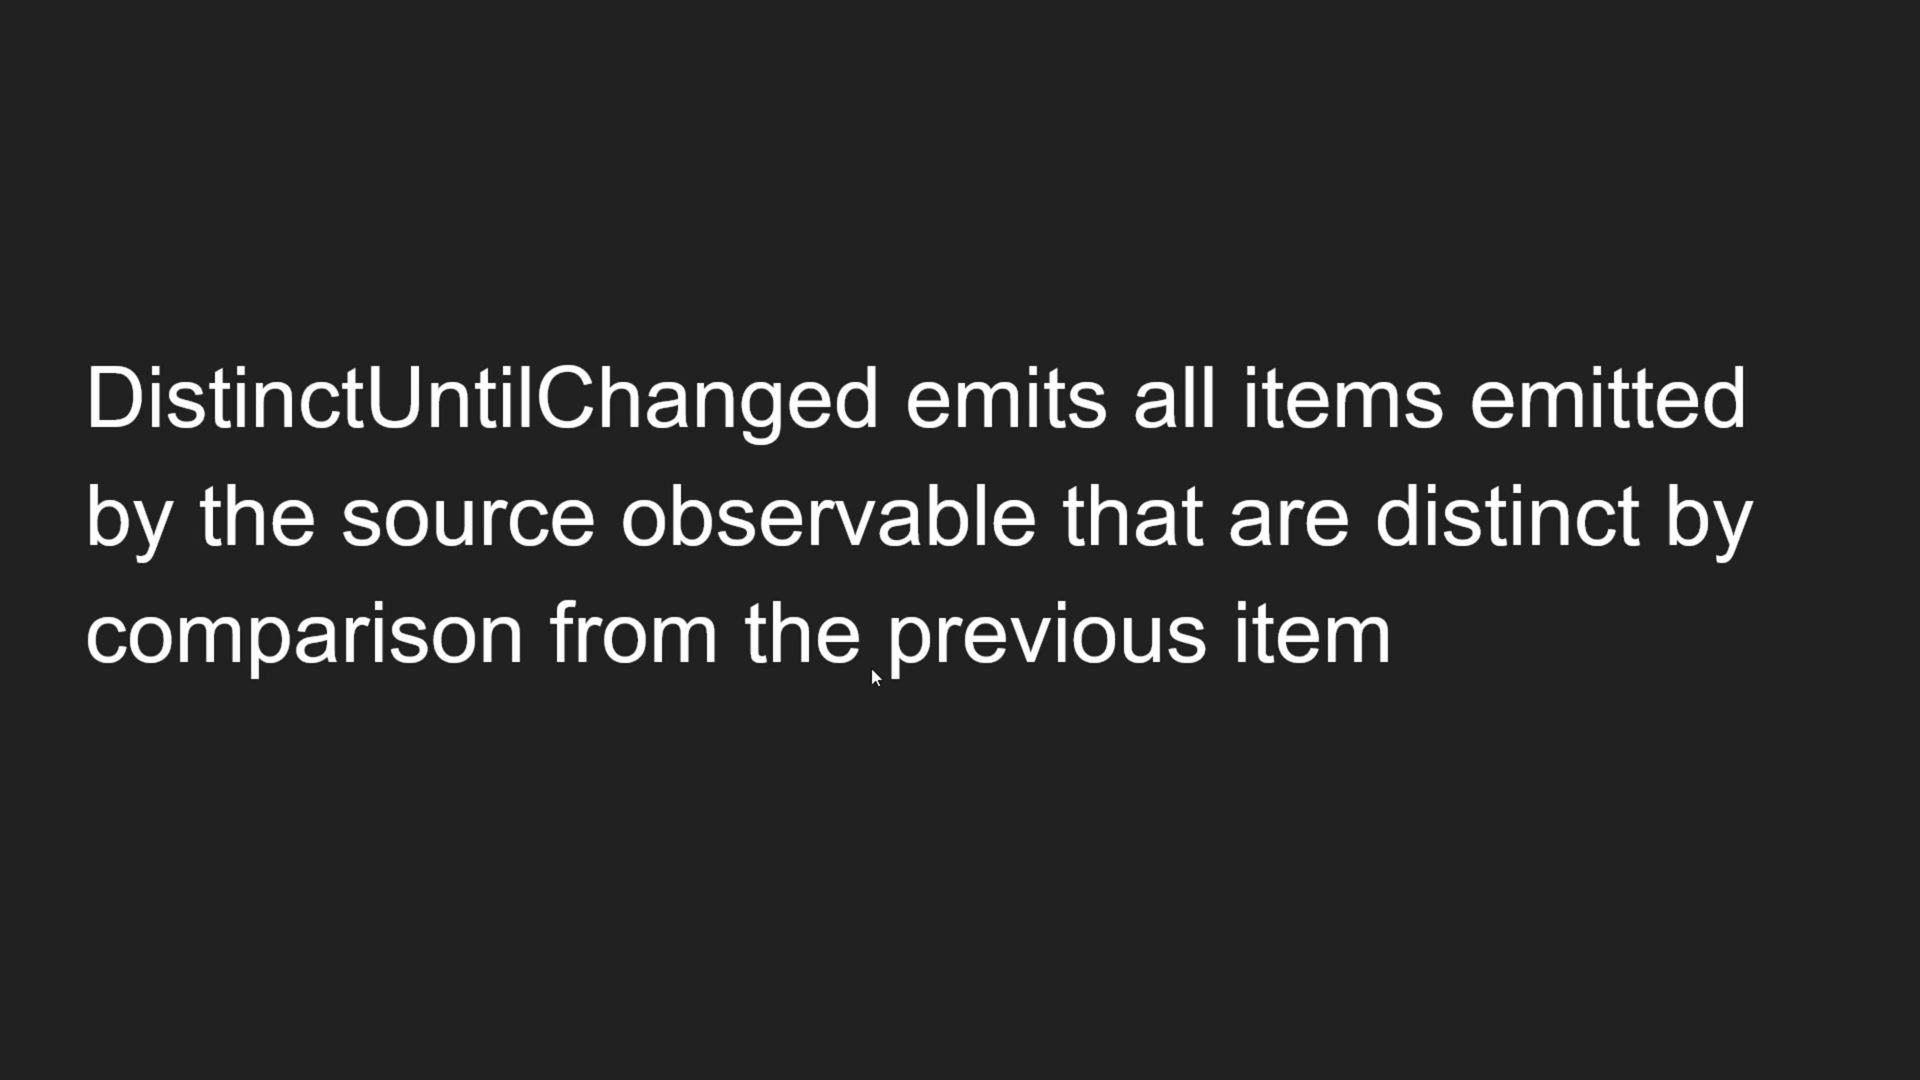 DistinctUntilChanged emits all items emitted
by the source observable that are distinct by
comparison from the previous item